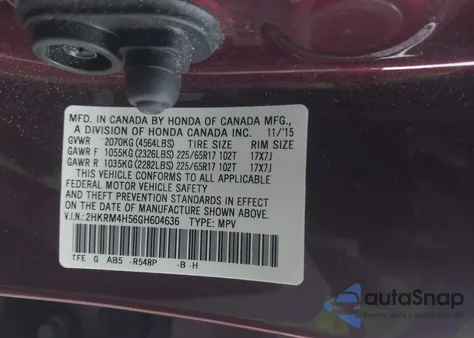 MFD. IN CANADA BY HONDA OF CANADA MFG.,
A DIVISION OF HONDA CANADA INC. 11/'15
GVWR 2070KG (4564LBS) TIRE SIZE RIM SIZE
GAWR F 1055KG (2326LBS) 225/65R17 102T 17X7J
GAWR R 1035KG (2282LBS) 225/65R17 102T 17X7J
THIS VEHICLE CONFORMS TO ALL APPLICABLE
FEDERAL MOTOR VEHICLE SAFETY
AND THEFT PREVENTION STANDARDS IN EFFECT
ON THE DATE OF MANUFACTURE SHOWN ABOVE.
V.I.N.: 2HKRM4H56GH604636 TYPE: MPV
TFE G AB5 -R548P -B-H
autoSnap